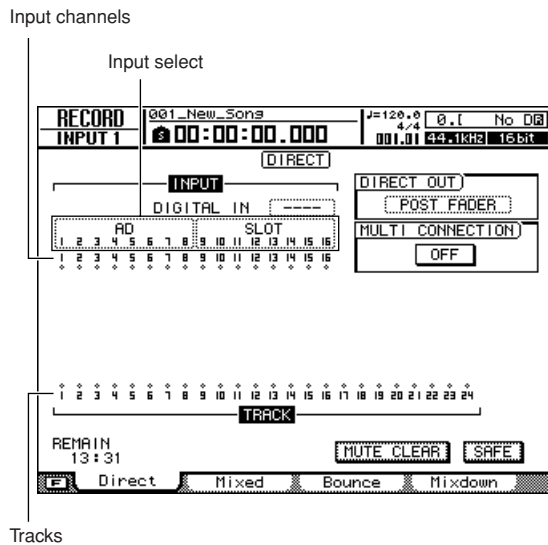 Input channels
Input select
RECORD
INPUT 1
001_New_Song
S 00:00:00.000
♩=120.0
4/4
001.01
0.[ No DB
44.1kHz 16bit
DIRECT
INPUT
DIGITAL IN ----
AD SLOT
1 2 3 4 5 6 7 8 9 10 11 12 13 14 15 16
1 2 3 4 5 6 7 8 9 10 11 12 13 14 15 16
DIRECT OUT
POST FADER
MULTI CONNECTION
OFF
1 2 3 4 5 6 7 8 9 10 11 12 13 14 15 16 17 18 19 20 21 22 23 24
TRACK
REMAIN
13:31
MUTE CLEAR SAFE
F Direct Mixed Bounce Mixdown
Tracks